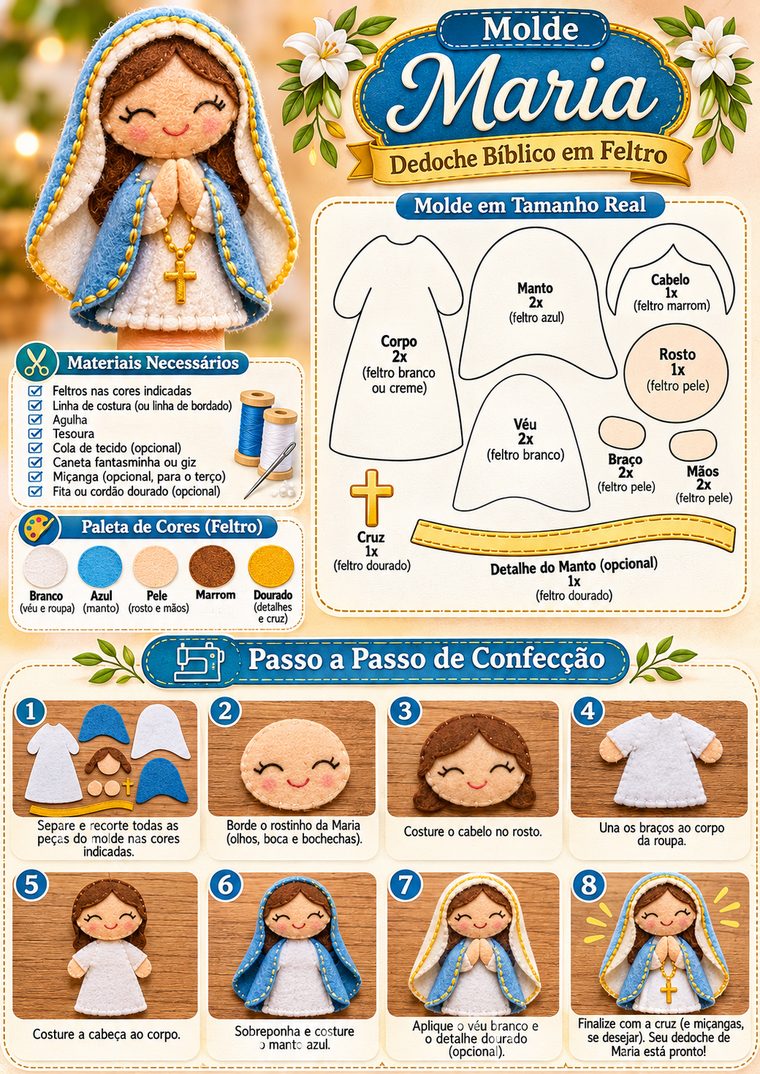 Molde
Maria
Dedoche Bíblico em Feltro
Molde em Tamanho Real
Corpo
2x
(feltro branco
ou creme)
Manto
2x
(feltro azul)
Cabelo
1x
(feltro marrom)
Rosto
1x
(feltro pele)
Véu
2x
(feltro branco)
Braço
2x
(feltro pele)
Mãos
2x
(feltro pele)
Cruz
1x
(feltro dourado)
Detalhe do Manto (opcional)
1x
(feltro dourado)
Materiais Necessários
Feltros nas cores indicadas
Linha de costura (ou linha de bordado)
Agulha
Tesoura
Cola de tecido (opcional)
Caneta fantasminha ou giz
Miçanga (opcional, para o terço)
Fita ou cordão dourado (opcional)
Paleta de Cores (Feltro)
Branco
(véu e roupa)
Azul
(manto)
Pele
(rosto e mãos)
Marrom
Dourado
(detalhes
e cruz)
Passo a Passo de Confecção
1
Separe e recorte todas as
peças do molde nas cores
indicadas.
2
Borde o rostinho da Maria
(olhos, boca e bochechas).
3
Costure o cabelo no rosto.
4
Una os braços ao corpo
da roupa.
5
Costure a cabeça ao corpo.
6
Sobreponha e costure
o manto azul.
7
Aplique o véu branco e
o detalhe dourado
(opcional).
8
Finalize com a cruz (e miçangas,
se desejar). Seu dedoche de
Maria está pronto!